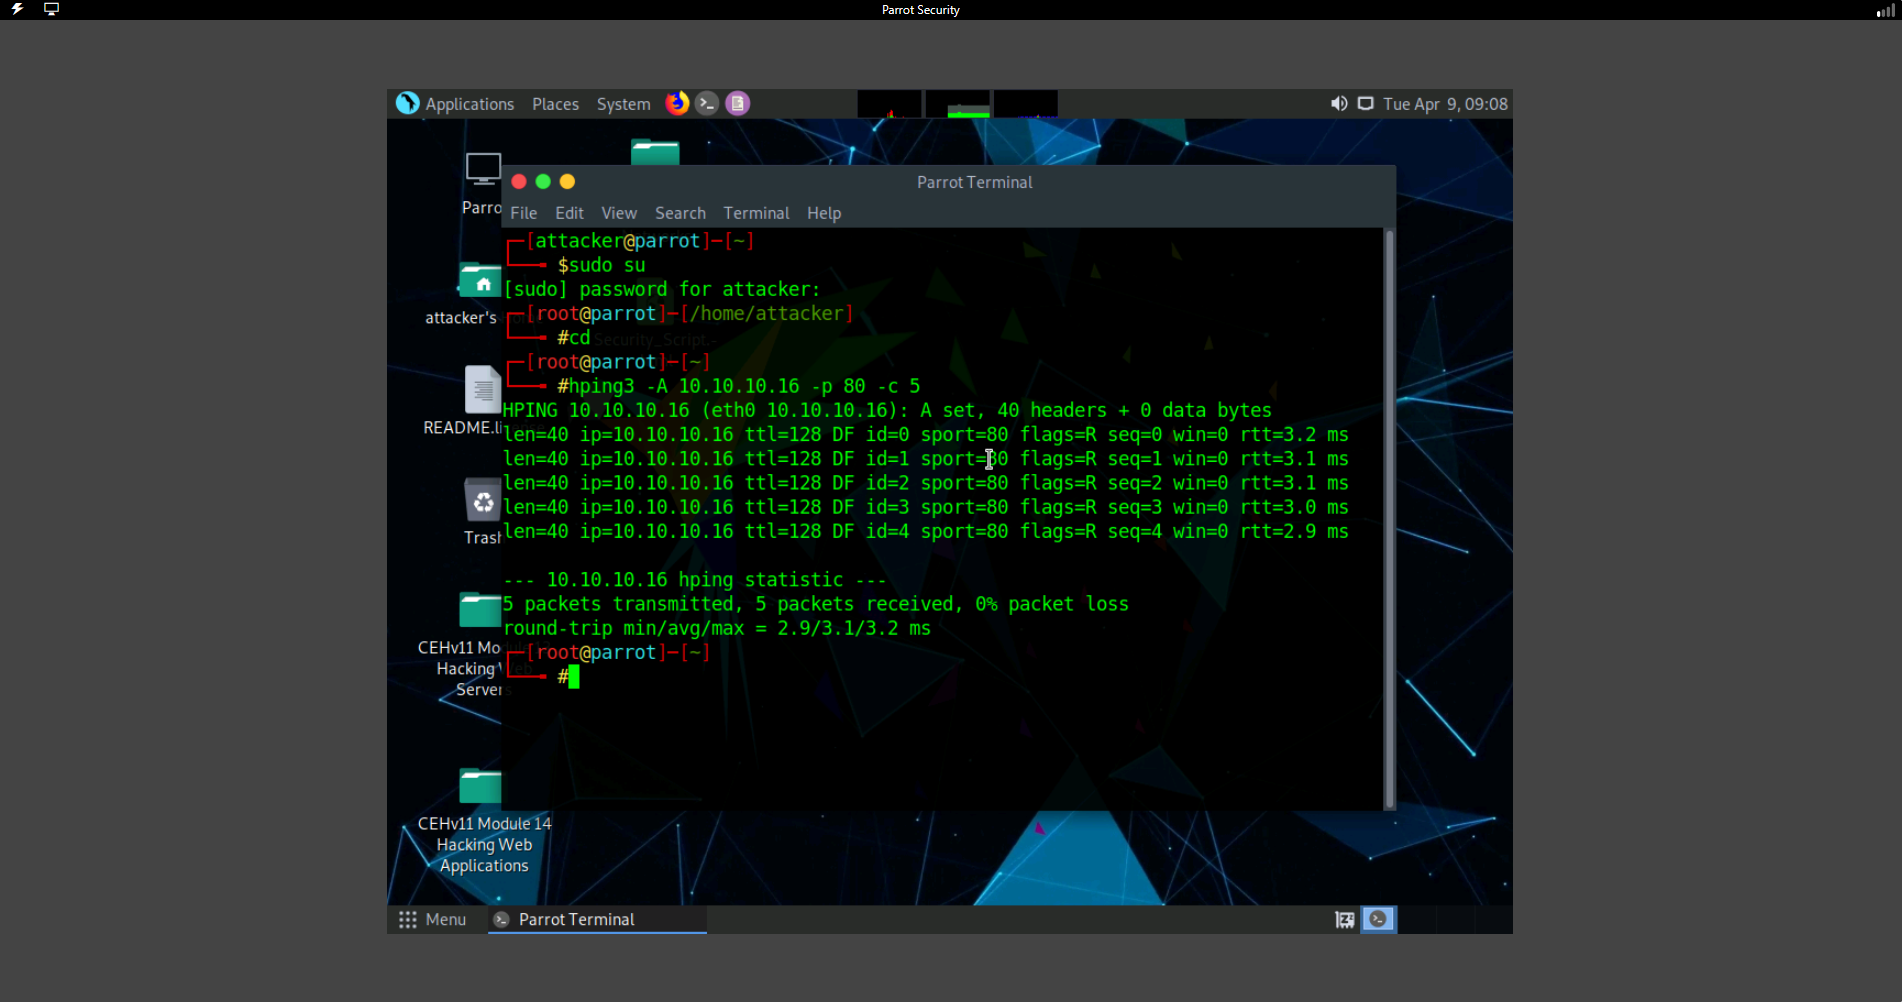 Parrot Security
Applications Places System
Tue Apr 9, 09:08
Parrot Terminal
File Edit View Search Terminal Help
┌─[attacker@parrot]─[~]
└──╼ $sudo su
[sudo] password for attacker:
┌─[root@parrot]─[/home/attacker]
└──╼ #cd
┌─[root@parrot]─[~]
└──╼ #hping3 -A 10.10.10.16 -p 80 -c 5
HPING 10.10.10.16 (eth0 10.10.10.16): A set, 40 headers + 0 data bytes
len=40 ip=10.10.10.16 ttl=128 DF id=0 sport=80 flags=R seq=0 win=0 rtt=3.2 ms
len=40 ip=10.10.10.16 ttl=128 DF id=1 sport=80 flags=R seq=1 win=0 rtt=3.1 ms
len=40 ip=10.10.10.16 ttl=128 DF id=2 sport=80 flags=R seq=2 win=0 rtt=3.1 ms
len=40 ip=10.10.10.16 ttl=128 DF id=3 sport=80 flags=R seq=3 win=0 rtt=3.0 ms
len=40 ip=10.10.10.16 ttl=128 DF id=4 sport=80 flags=R seq=4 win=0 rtt=2.9 ms
--- 10.10.10.16 hping statistic ---
5 packets transmitted, 5 packets received, 0% packet loss
round-trip min/avg/max = 2.9/3.1/3.2 ms
┌─[root@parrot]─[~]
└──╼ #
Security_Script.-
Parro
attacker's
README.li
Trash
CEHv11 Mo
Hacking W
Server
CEHv11 Module 14
Hacking Web
Applications
Menu
Parrot Terminal